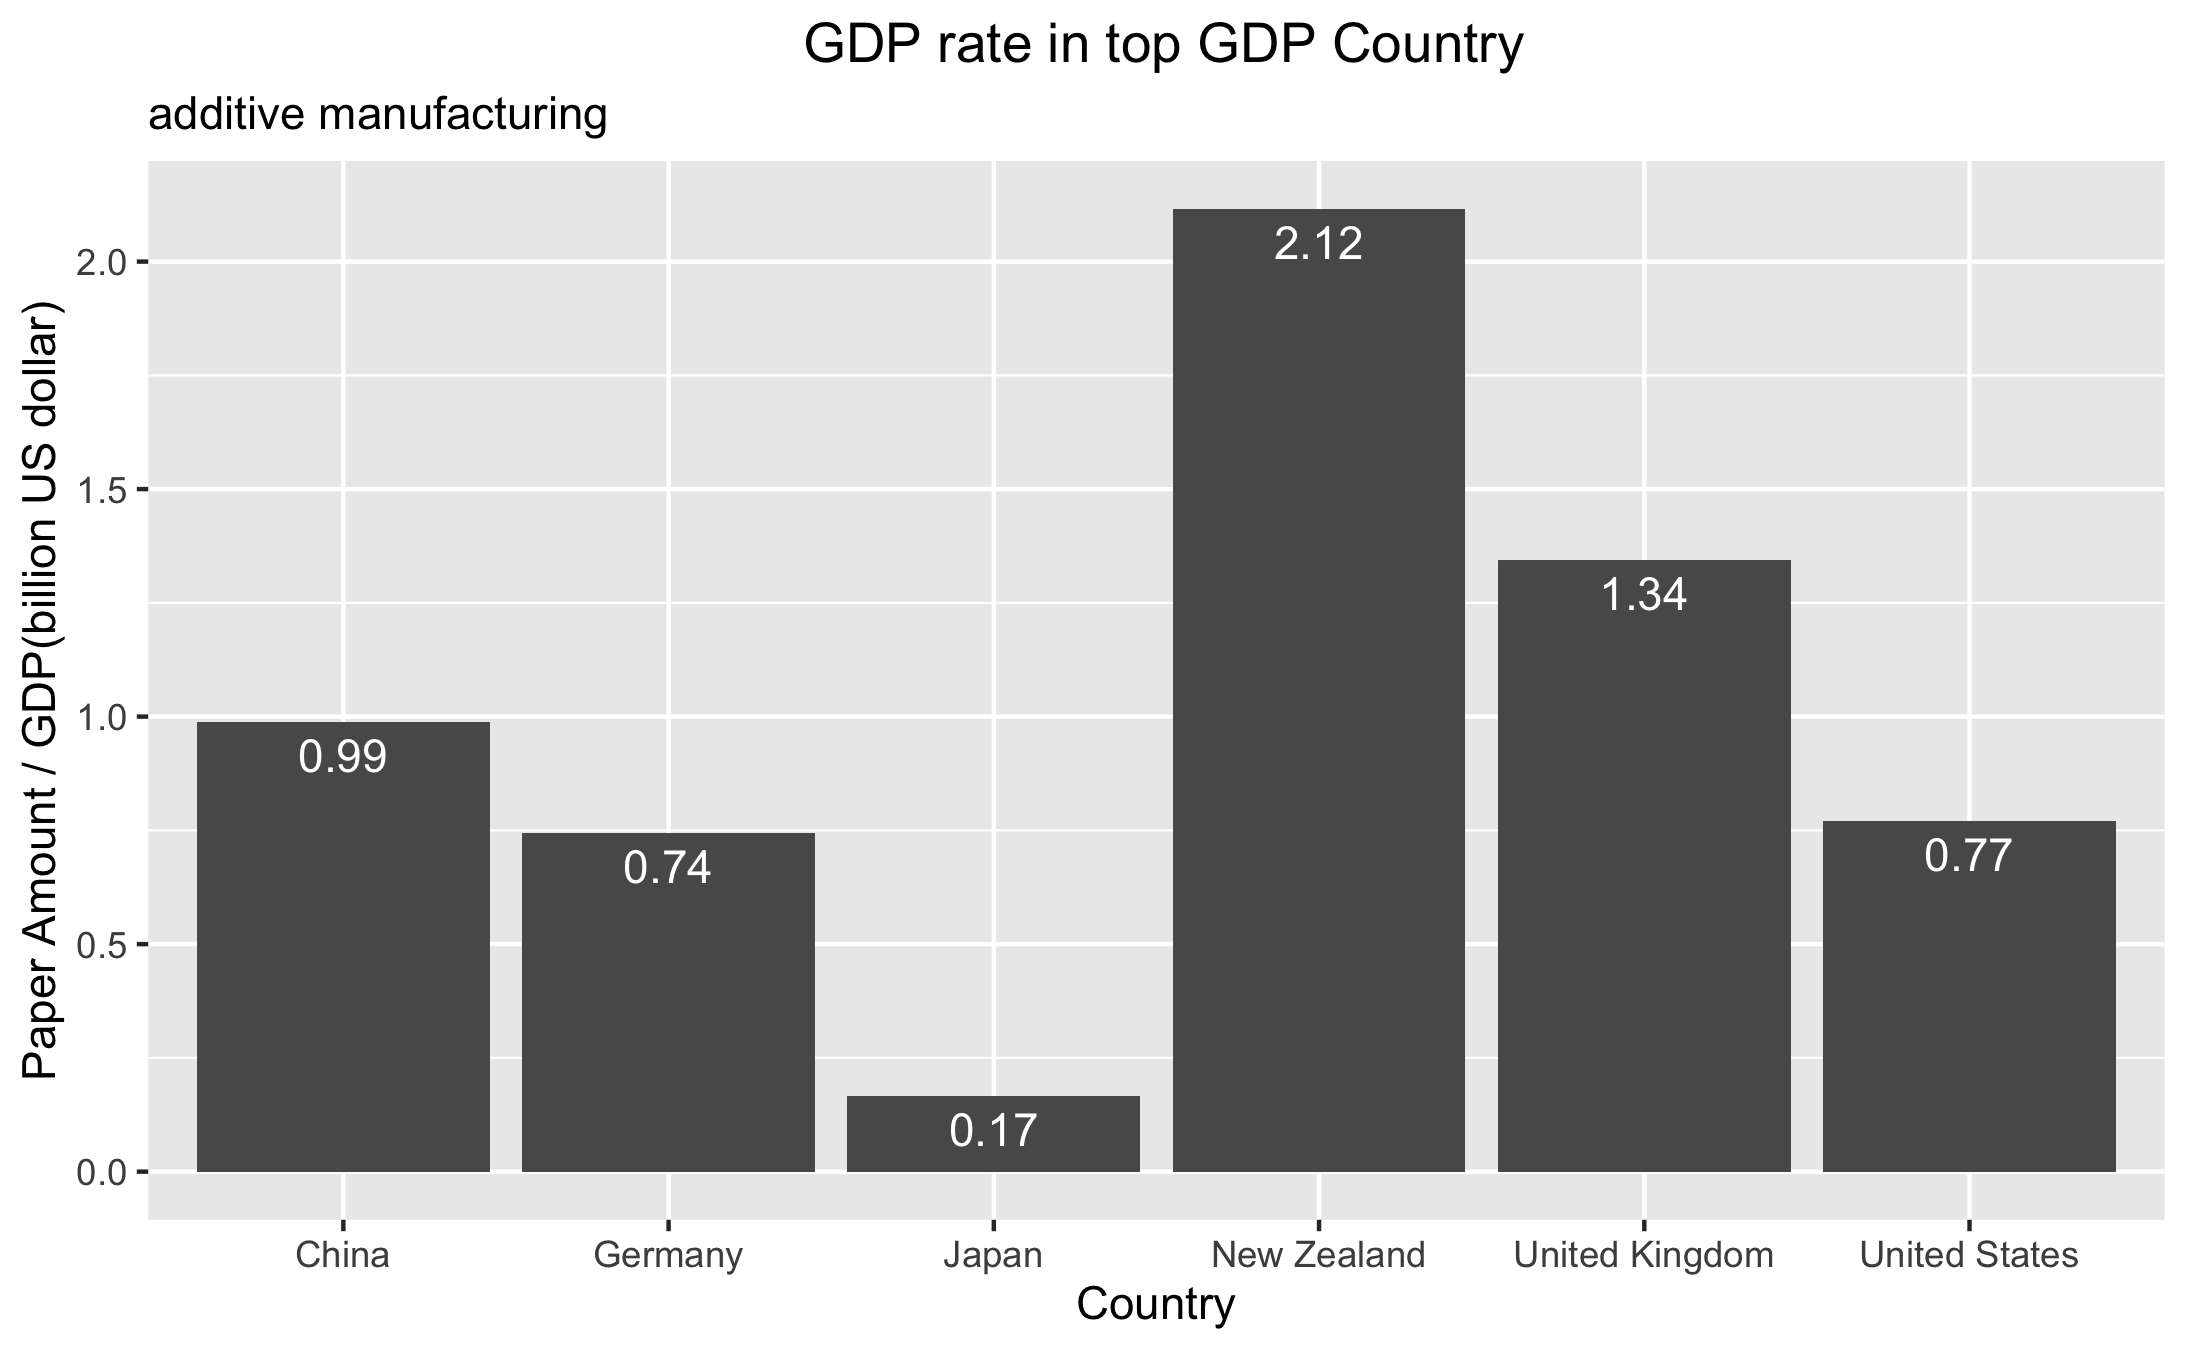 GDP rate in top GDP Country
additive manufacturing
Paper Amount / GDP(billion US dollar)
2.0
1.5
1.0
0.5
0.0
0.99
0.74
0.17
2.12
1.34
0.77
China
Germany
Japan
New Zealand
United Kingdom
United States
Country